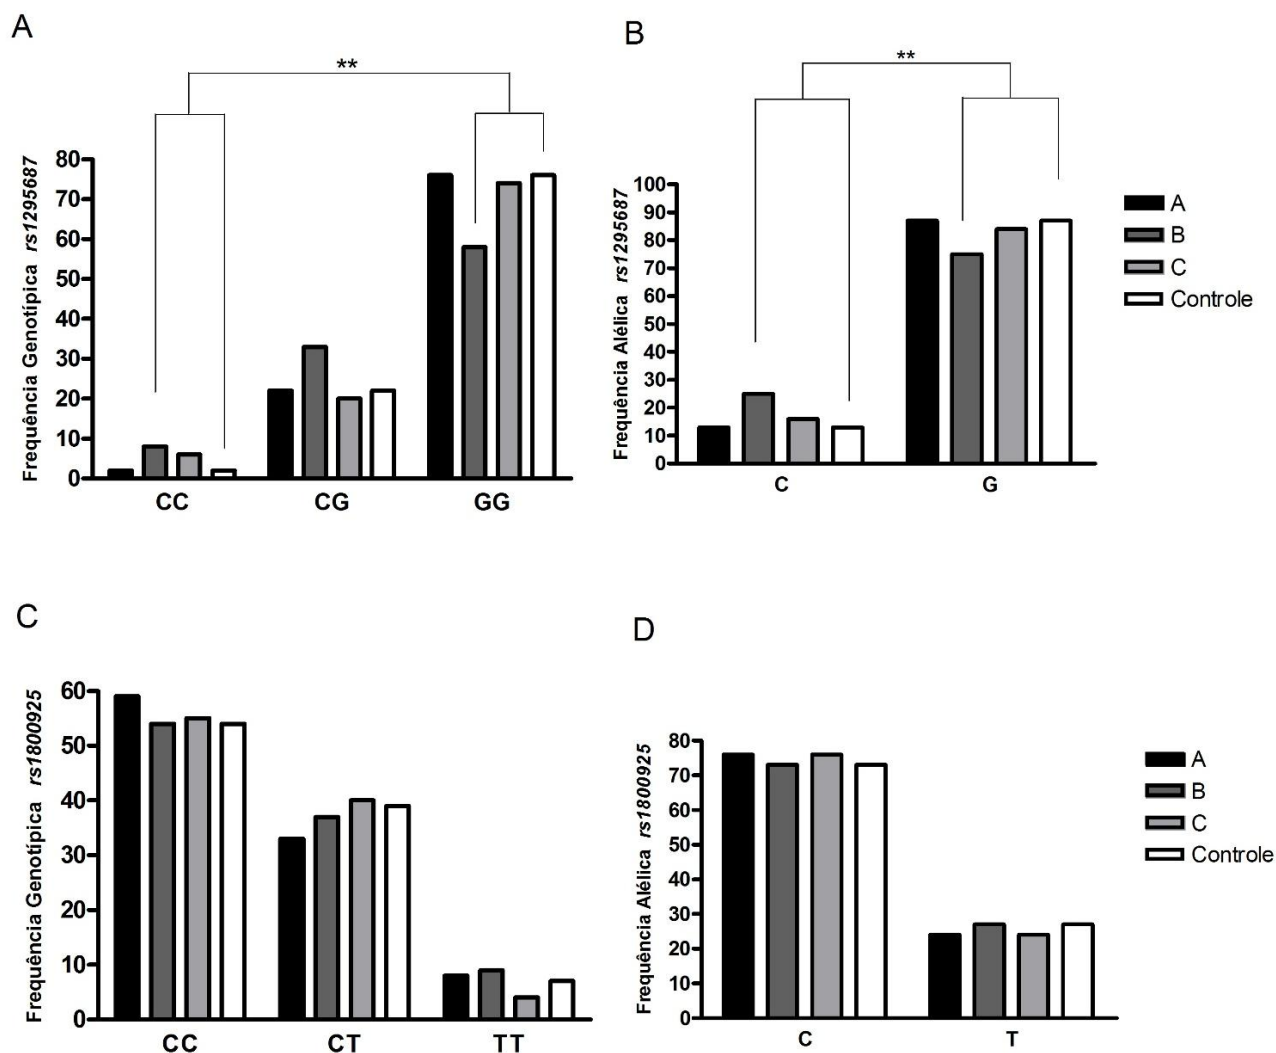 A
**
Frequência Genotípica rs1295687
80
70
60
50
40
30
20
10
0
CC CG GG
B
**
Frequência Alélica rs1295687
100
90
80
70
60
50
40
30
20
10
0
C G
A
B
C
Controle
C
Frequência Genotípica rs1800925
60
50
40
30
20
10
0
CC CT TT
D
Frequência Alélica rs1800925
80
70
60
50
40
30
20
10
0
C T
A
B
C
Controle